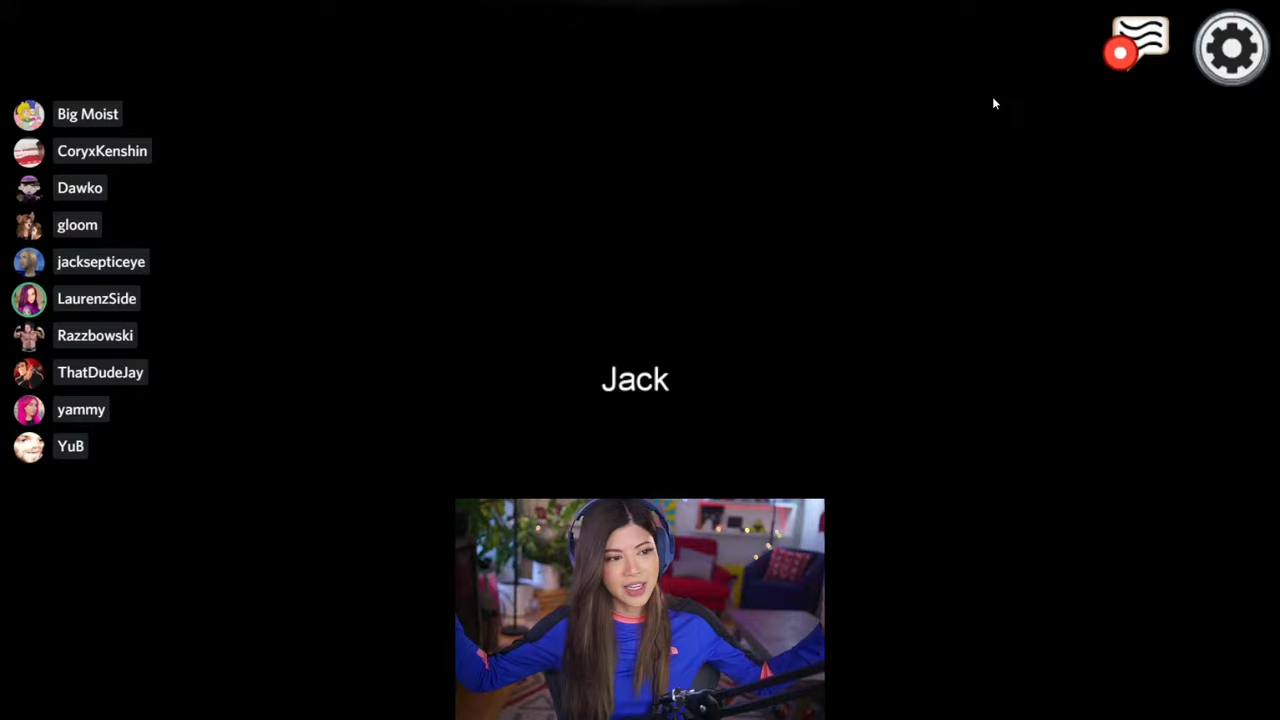 Big Moist
CoryxKenshin
Dawko
gloom
jacksepticeye
LaurenzSide
Razzbowski
ThatDudeJay
yammy
YuB
Jack